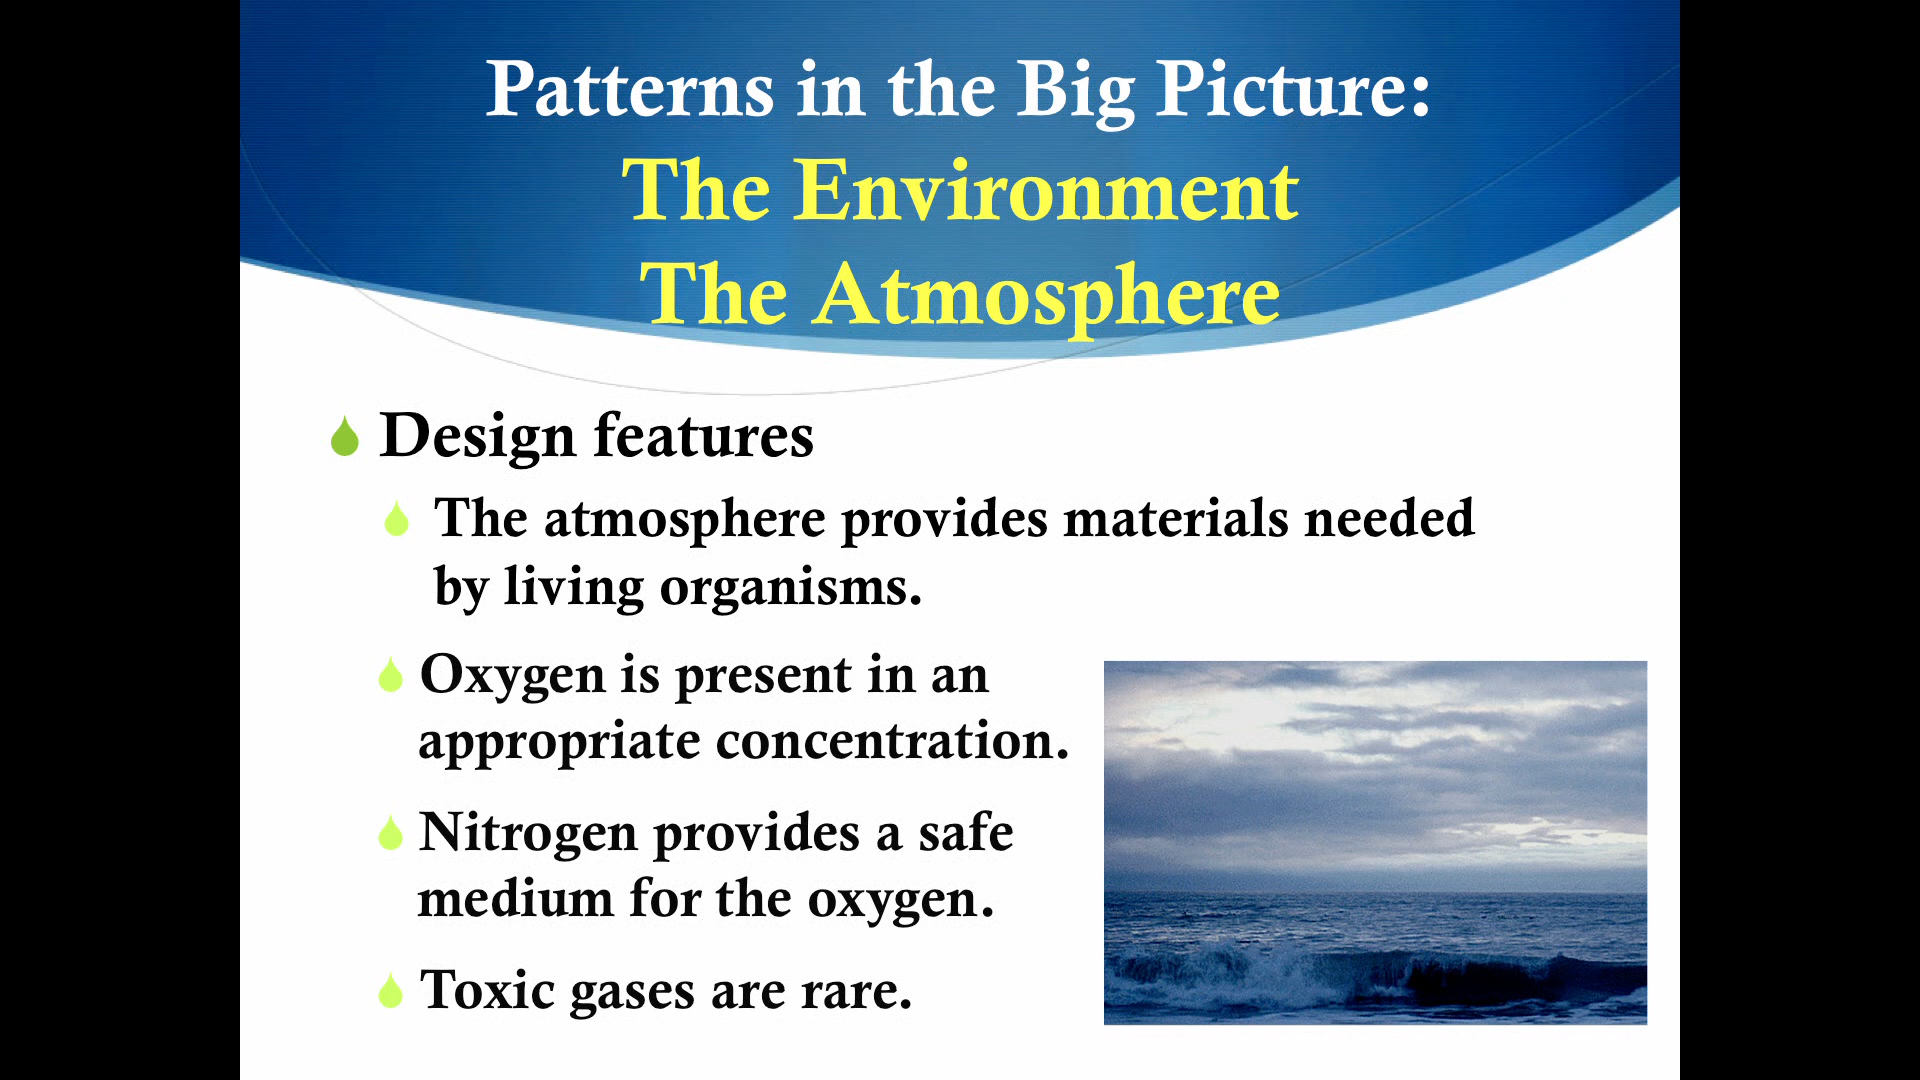 Patterns in the Big Picture:
The Environment
The Atmosphere
Design features
The atmosphere provides materials needed
by living organisms.
Oxygen is present in an
appropriate concentration.
Nitrogen provides a safe
medium for the oxygen.
Toxic gases are rare.